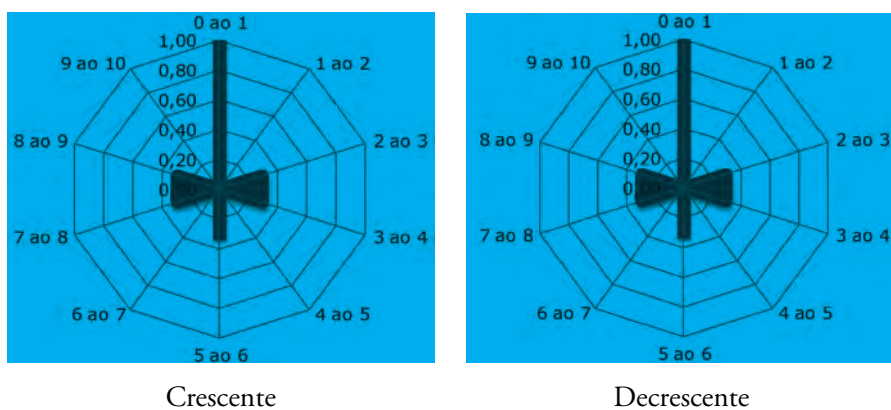 0 ao 1
1,00
9 ao 10
1 ao 2
0,80
0,60
0,40
8 ao 9
2 ao 3
0,20
0,00
7 ao 8
3 ao 4
6 ao 7
4 ao 5
5 ao 6
Crescente
0 ao 1
1,00
9 ao 10
1 ao 2
0,80
0,60
0,40
8 ao 9
2 ao 3
0,20
0,00
7 ao 8
3 ao 4
6 ao 7
4 ao 5
5 ao 6
Decrescente